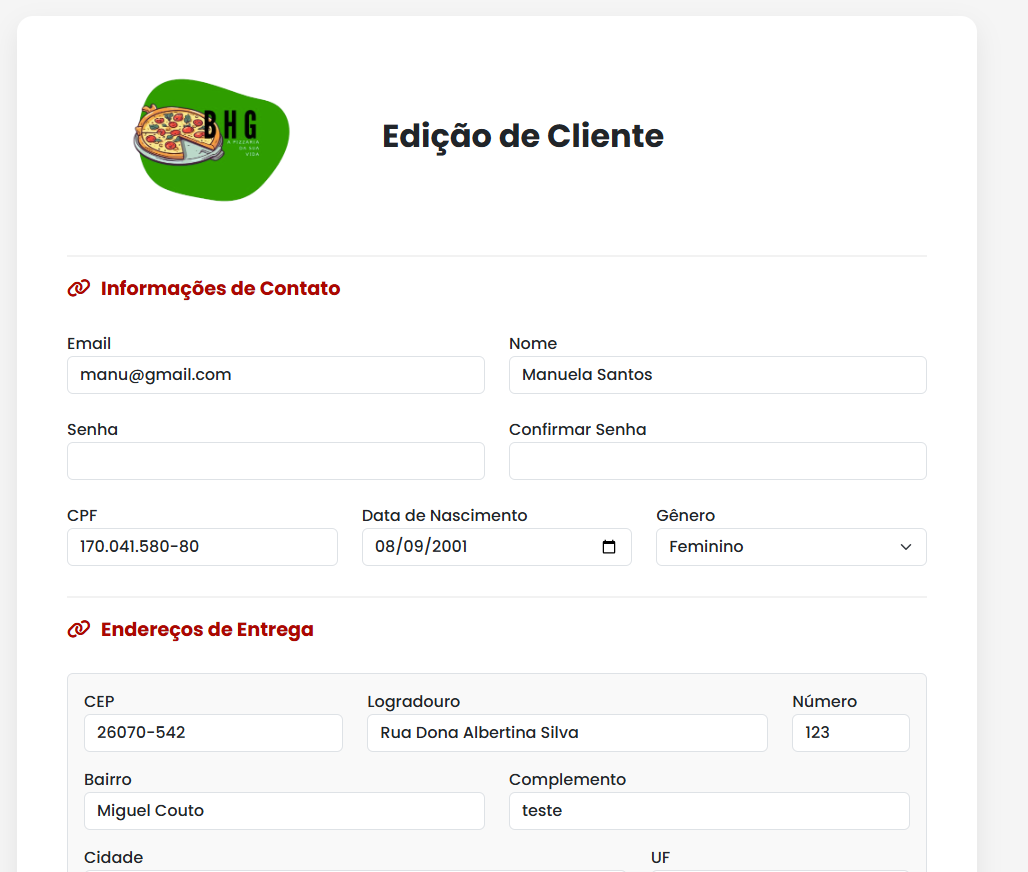 BHG
A PIZZARIA
DA SUA
VIDA
Edição de Cliente
Informações de Contato
Email
Nome
manu@gmail.com
Manuela Santos
Senha
Confirmar Senha
CPF
Data de Nascimento
Gênero
170.041.580-80
08/09/2001
Feminino
Endereços de Entrega
CEP
Logradouro
Número
26070-542
Rua Dona Albertina Silva
123
Bairro
Complemento
Miguel Couto
teste
Cidade
UF